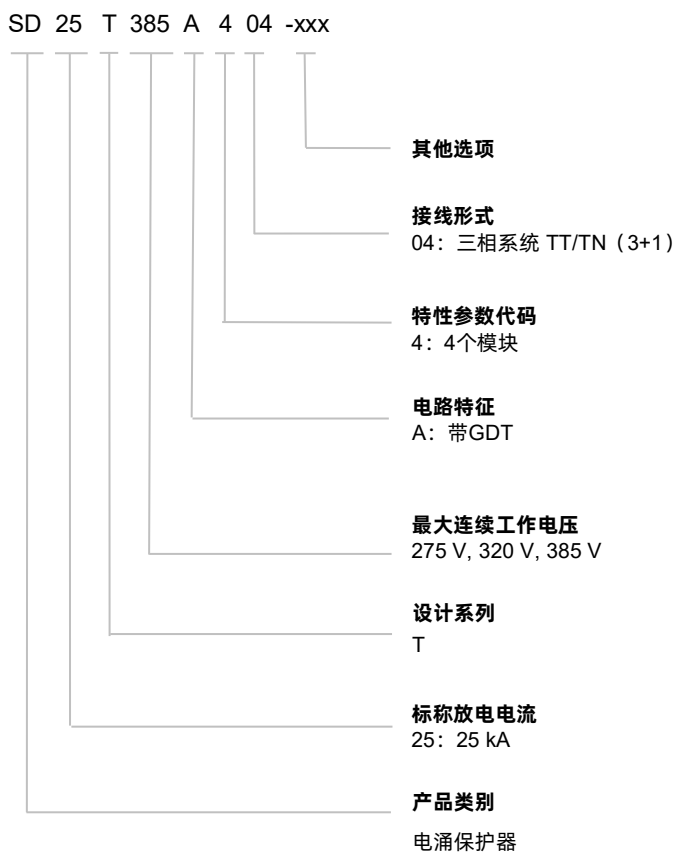 SD 25 T 385 A 4 04 -xxx
其他选项
接线形式
04：三相系统 TT/TN（3+1）
特性参数代码
4：4个模块
电路特征
A：带GDT
最大连续工作电压
275 V, 320 V, 385 V
设计系列
T
标称放电电流
25：25 kA
产品类别
电涌保护器